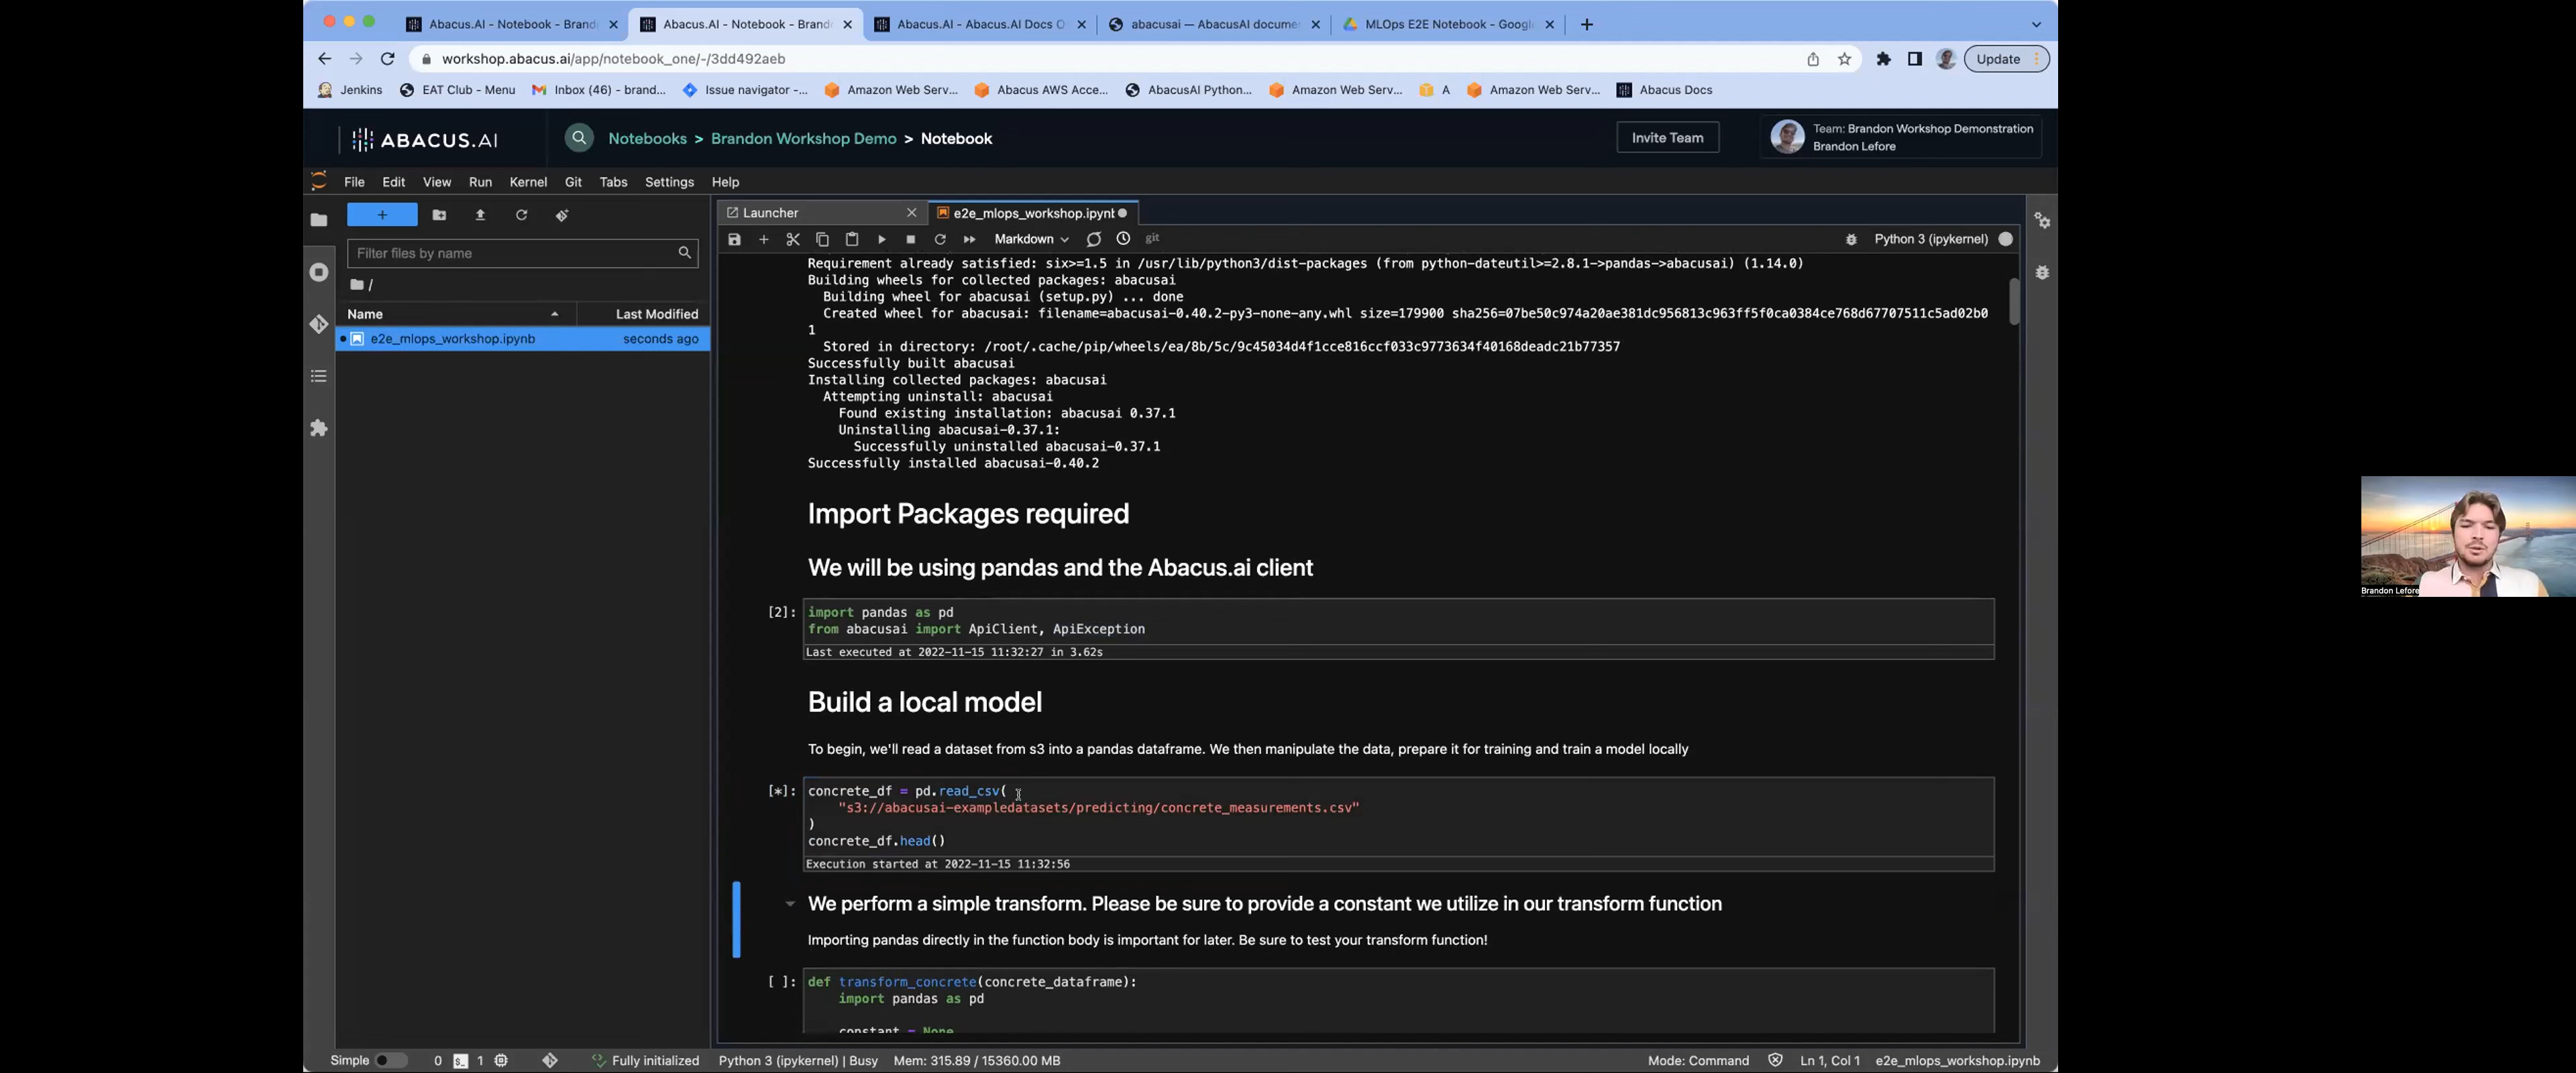 Abacus.AI - Notebook - Brand
Abacus.AI - Notebook - Brand
Abacus.AI - Abacus.AI Docs O
abacusai — AbacusAI docume
MLOps E2E Notebook - Googl
workshop.abacus.ai/app/notebook_one/-/3dd492aeb
Update
Jenkins
EAT Club - Menu
Inbox (46) - brand...
Issue navigator -...
Amazon Web Serv...
Abacus AWS Acce...
AbacusAI Python...
Amazon Web Serv...
A
Amazon Web Serv...
Abacus Docs
ABACUS.AI
Notebooks > Brandon Workshop Demo > Notebook
Invite Team
Team: Brandon Workshop Demonstration
Brandon Lefore
File Edit View Run Kernel Git Tabs Settings Help
Filter files by name
/
Name
Last Modified
e2e_mlops_workshop.ipynb
seconds ago
Launcher
e2e_mlops_workshop.ipynb
Markdown
git
Python 3 (ipykernel)
Requirement already satisfied: six>=1.5 in /usr/lib/python3/dist-packages (from python-dateutil>=2.8.1->pandas->abacusai) (1.14.0)
Building wheels for collected packages: abacusai
Building wheel for abacusai (setup.py) ... done
Created wheel for abacusai: filename=abacusai-0.40.2-py3-none-any.whl size=179900 sha256=07be50c974a20ae381dc956813c963ff5f0ca0384ce768d67707511c5ad02b0
1
Stored in directory: /root/.cache/pip/wheels/ea/8b/5c/9c45034d4f1cce816ccf033c9773634f40168deadc21b77357
Successfully built abacusai
Installing collected packages: abacusai
Attempting uninstall: abacusai
Found existing installation: abacusai 0.37.1
Uninstalling abacusai-0.37.1:
Successfully uninstalled abacusai-0.37.1
Successfully installed abacusai-0.40.2
Import Packages required
We will be using pandas and the Abacus.ai client
[2]: import pandas as pd
from abacusai import ApiClient, ApiException
Last executed at 2022-11-15 11:32:27 in 3.62s
Build a local model
To begin, we'll read a dataset from s3 into a pandas dataframe. We then manipulate the data, prepare it for training and train a model locally
[*]: concrete_df = pd.read_csv(
"s3://abacusai-exampledatasets/predicting/concrete_measurements.csv"
)
concrete_df.head()
Execution started at 2022-11-15 11:32:56
We perform a simple transform. Please be sure to provide a constant we utilize in our transform function
Importing pandas directly in the function body is important for later. Be sure to test your transform function!
[ ]: def transform_concrete(concrete_dataframe):
import pandas as pd
constant = None
Simple
0
1
Fully initialized
Python 3 (ipykernel) | Busy
Mem: 315.89 / 15360.00 MB
Mode: Command
Ln 1, Col 1
e2e_mlops_workshop.ipynb
Brandon Lefore